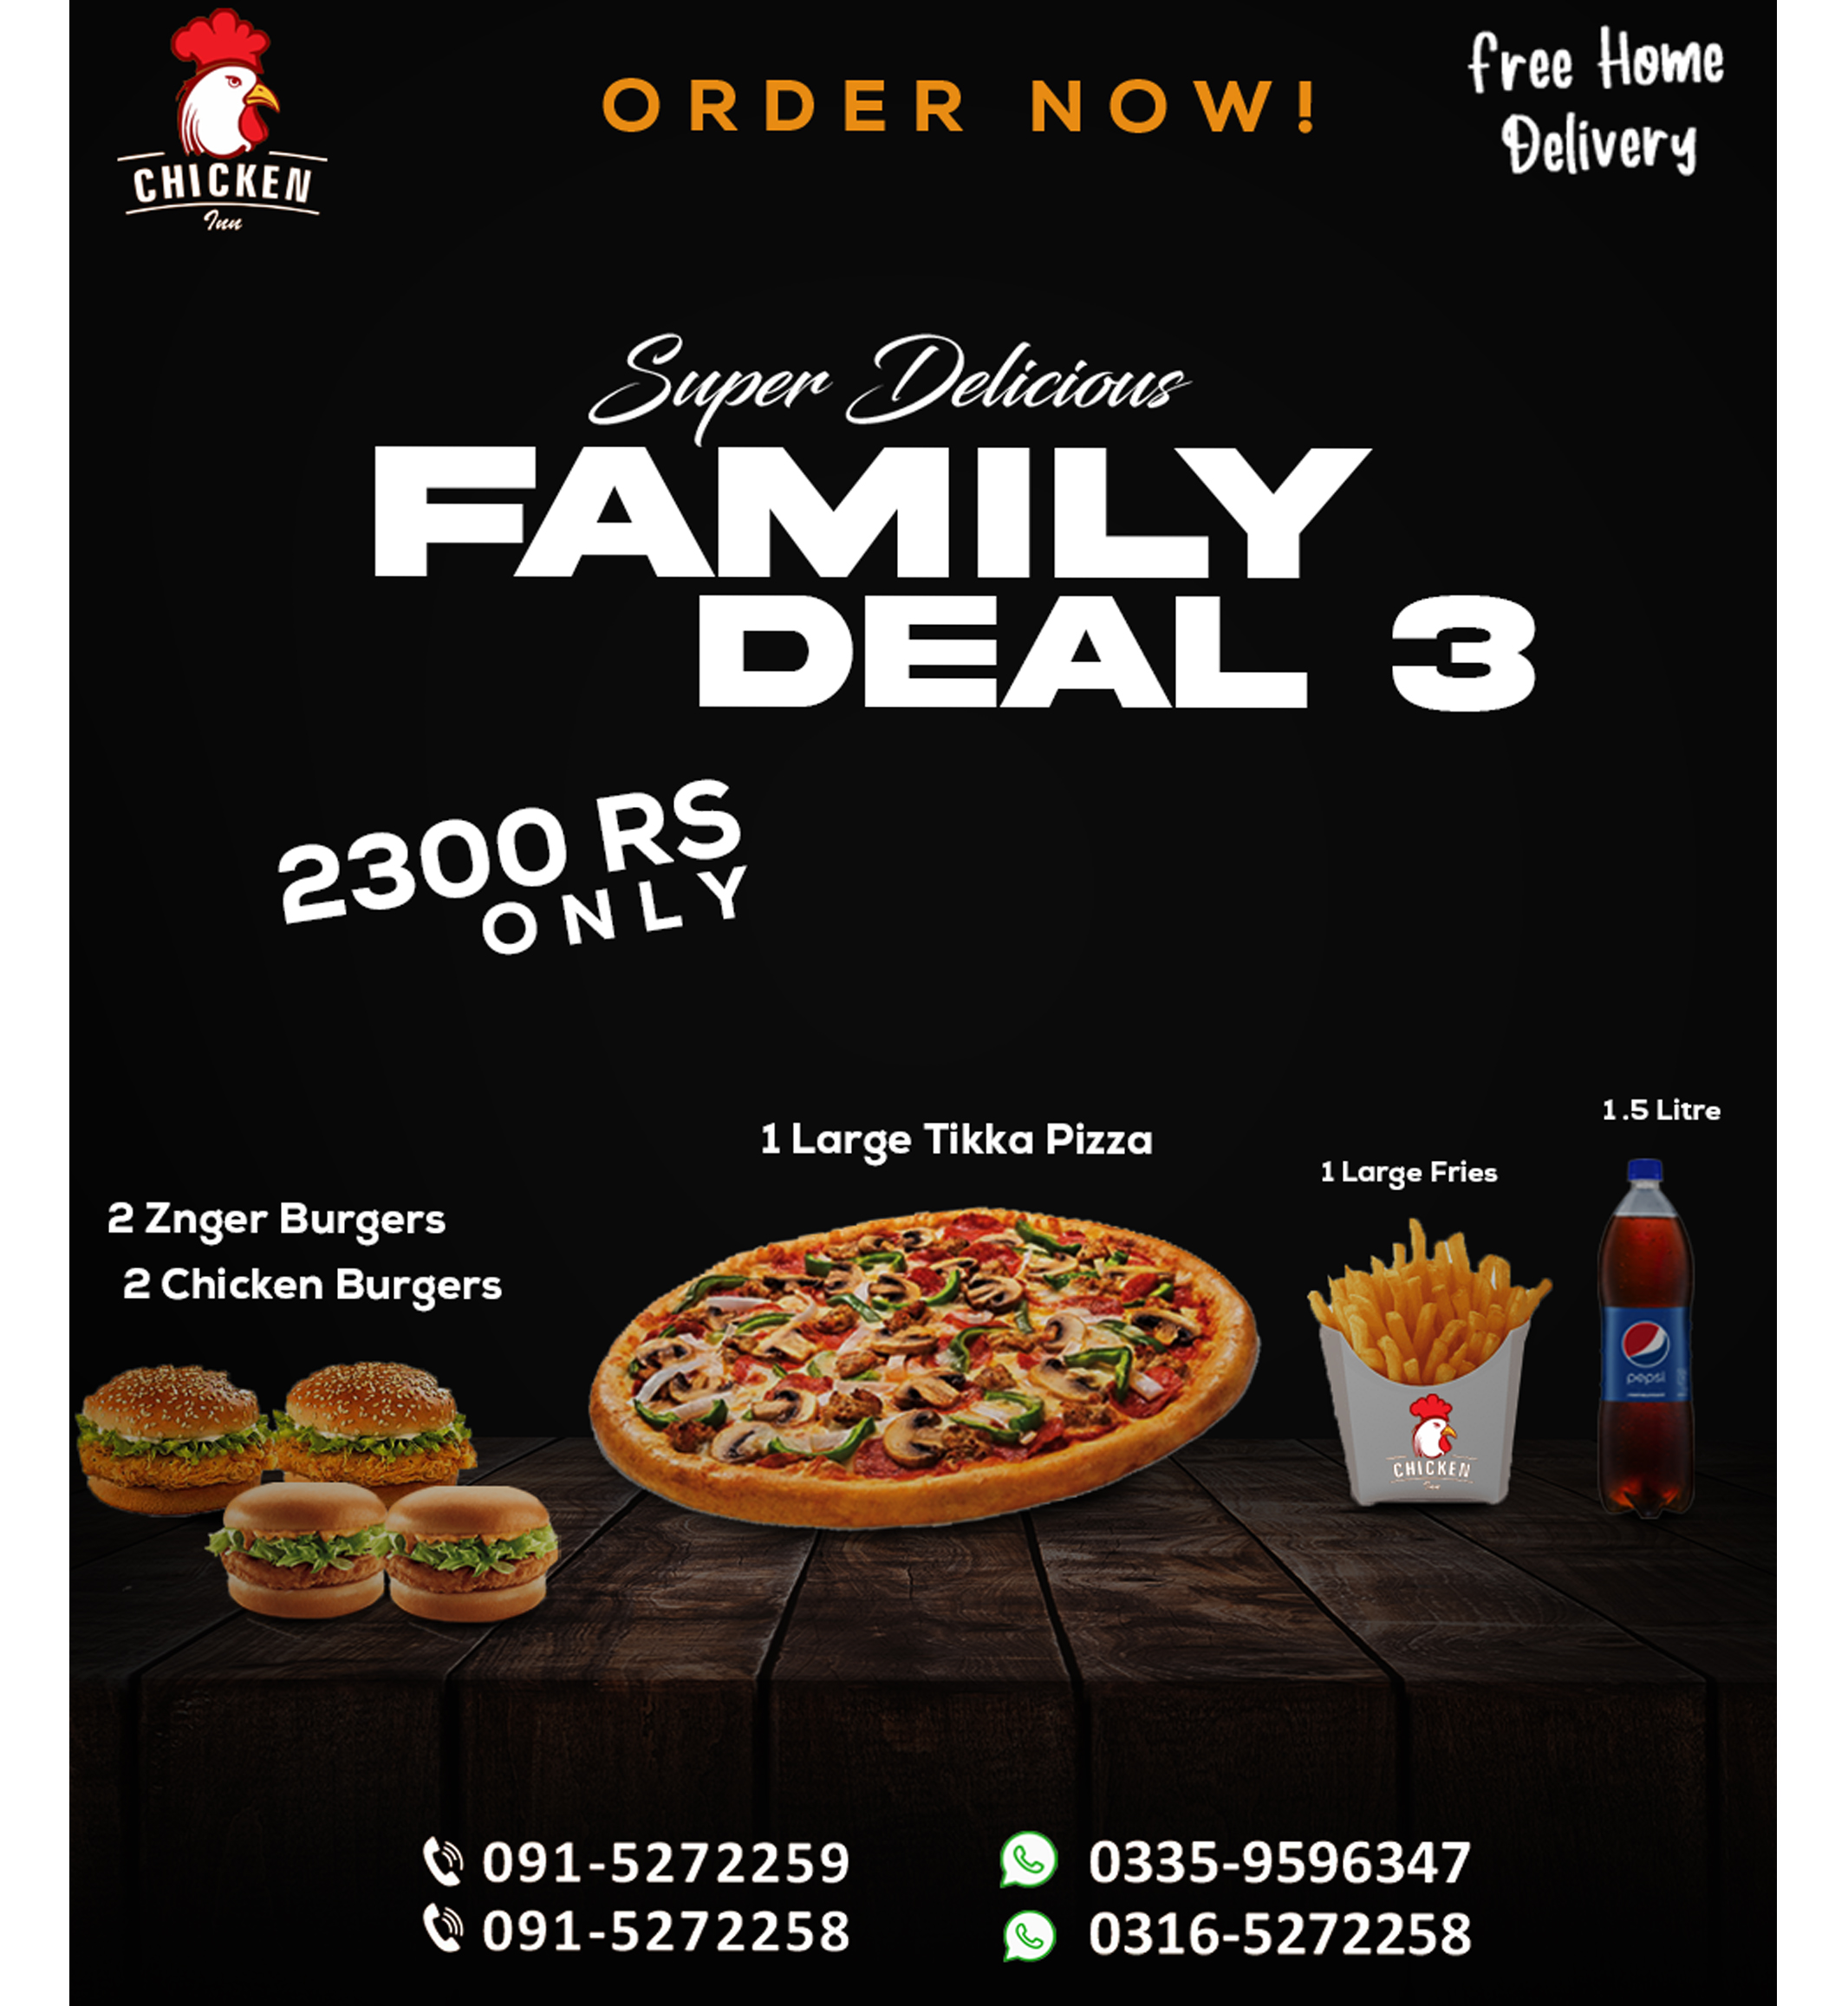 CHICKEN
Inn
ORDER NOW!
free Home
Delivery
Super Delicious
FAMILY
DEAL 3
2300 RS
ONLY
1.5 Litre
1 Large Tikka Pizza
1 Large Fries
2 Znger Burgers
2 Chicken Burgers
pepsi
CHICKEN
Inn
091-5272259
091-5272258
0335-9596347
0316-5272258